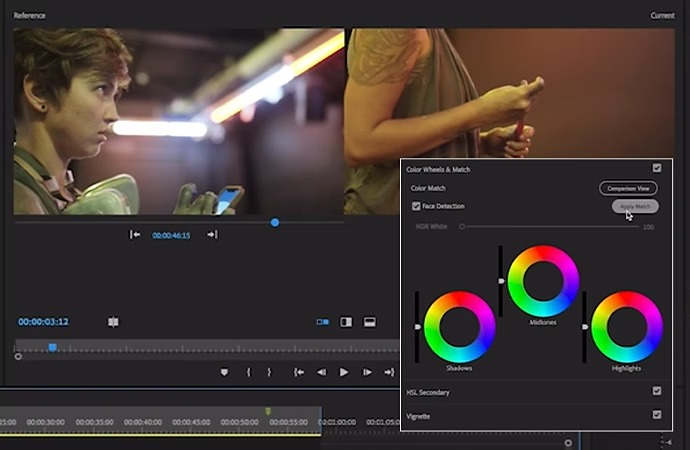 Reference
Current
Color Wheels & Match
Color Match
Comparison View
Face Detection
Apply Match
HDR White
100
00:00:46:15
00:00:03:12
Midtones
Shadows
Highlights
HSL Secondary
Vignette
25:00 00:00:30:00 00:00:35:00 00:00:40:00 00:00:45:00 00:00:50:00 00:00:55:00 00:01:00:00 00:01:05:0
-6